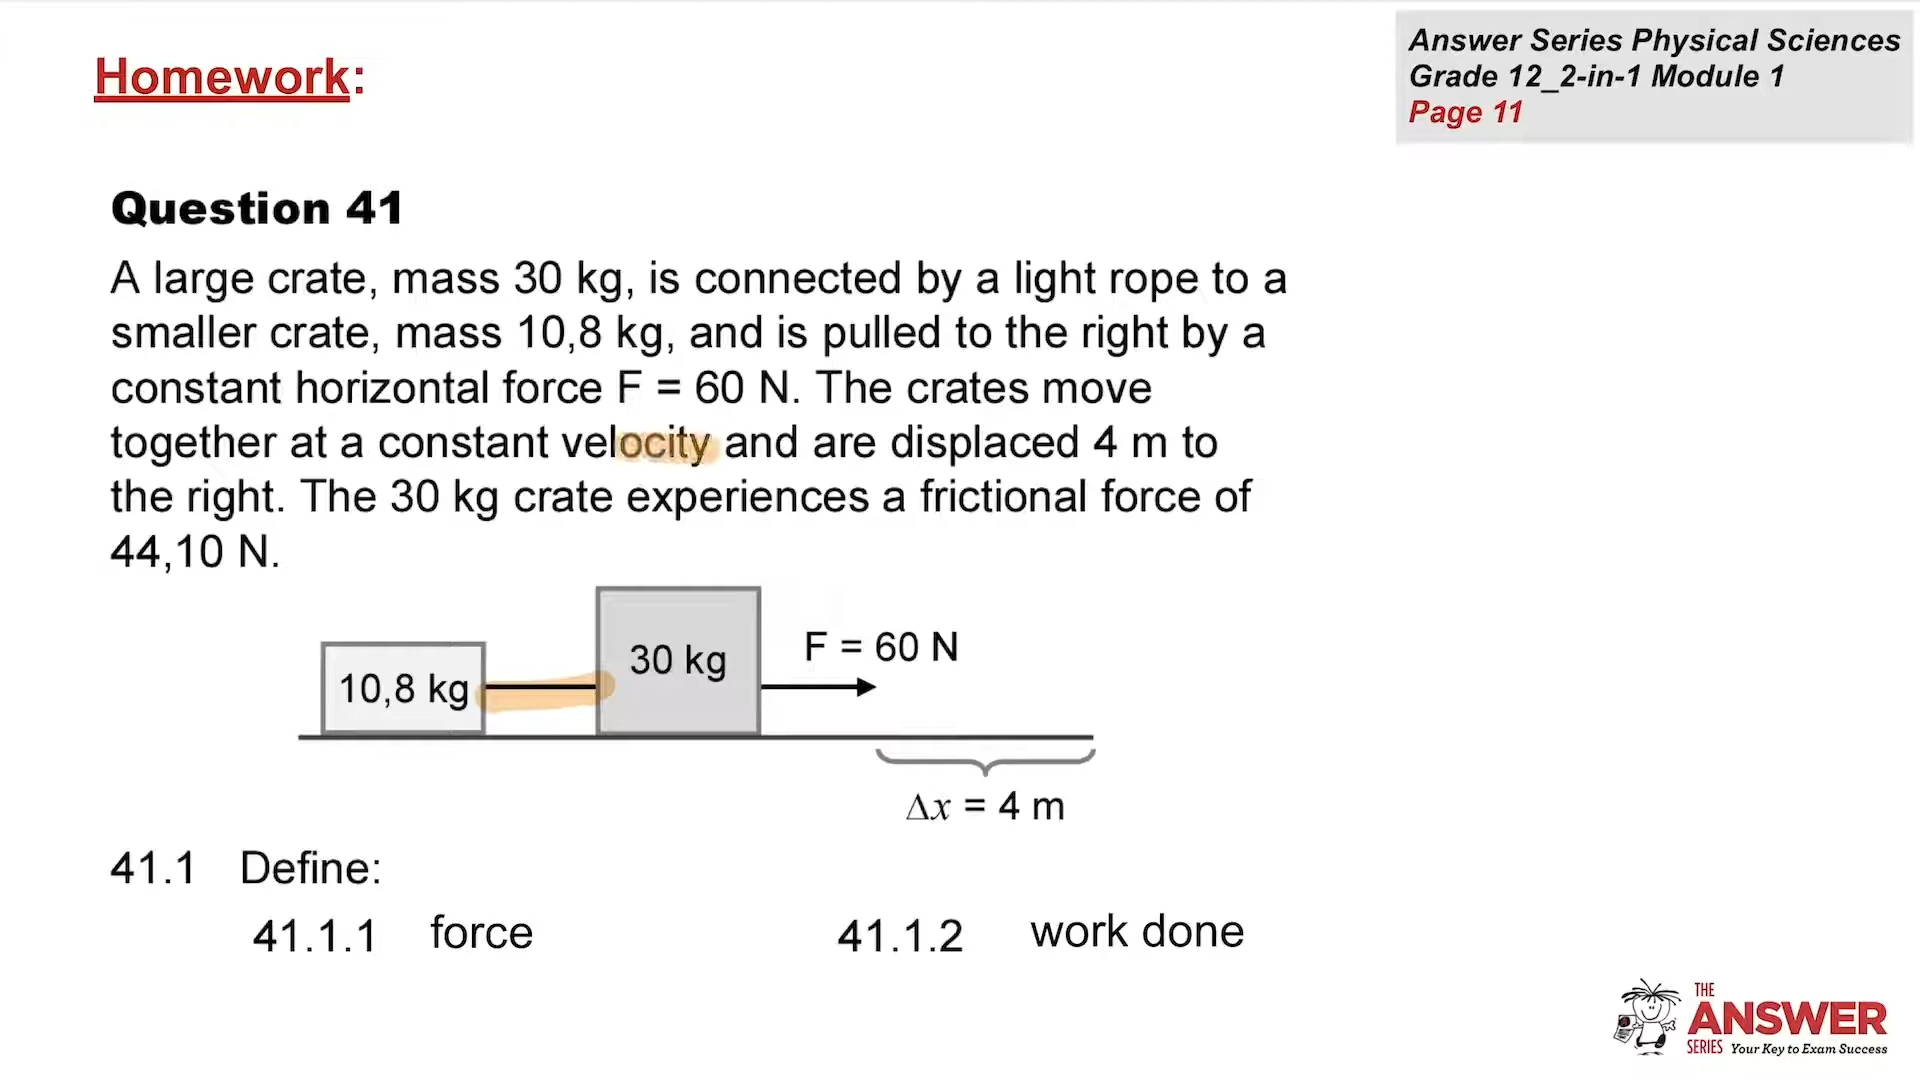 Homework:
Answer Series Physical Sciences
Grade 12_2-in-1 Module 1
Page 11
Question 41
A large crate, mass 30 kg, is connected by a light rope to a
smaller crate, mass 10,8 kg, and is pulled to the right by a
constant horizontal force F = 60 N. The crates move
together at a constant velocity and are displaced 4 m to
the right. The 30 kg crate experiences a frictional force of
44,10 N.
10,8 kg
30 kg
F = 60 N
Δx = 4 m
41.1 Define:
41.1.1 force 41.1.2 work done
THE
ANSWER
SERIES Your Key to Exam Success